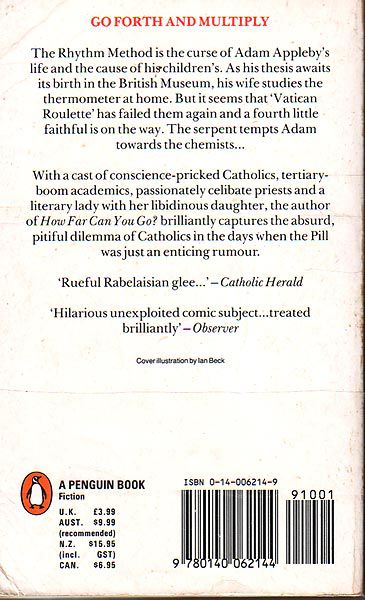 GO FORTH AND MULTIPLY
The Rhythm Method is the curse of Adam Appleby's
life and the cause of his children's. As his thesis awaits
its birth in the British Museum, his wife studies the
thermometer at home. But it seems that 'Vatican
Roulette' has failed them again and a fourth little
faithful is on the way. The serpent tempts Adam
towards the chemists...
With a cast of conscience-pricked Catholics, tertiary-
boom academics, passionately celibate priests and a
literary lady with her libidinous daughter, the author
of How Far Can You Go? brilliantly captures the absurd,
pitiful dilemma of Catholics in the days when the Pill
was just an enticing rumour.
'Rueful Rabelaisian glee...' – Catholic Herald
'Hilarious unexploited comic subject...treated
brilliantly' – Observer
Cover illustration by Ian Beck
A PENGUIN BOOK
Fiction
U.K. £3.99
AUST. $9.99
(recommended)
N.Z. $15.95
(incl. GST)
CAN. $6.95
ISBN 0-14-006214-9
91001
9 780140 062144